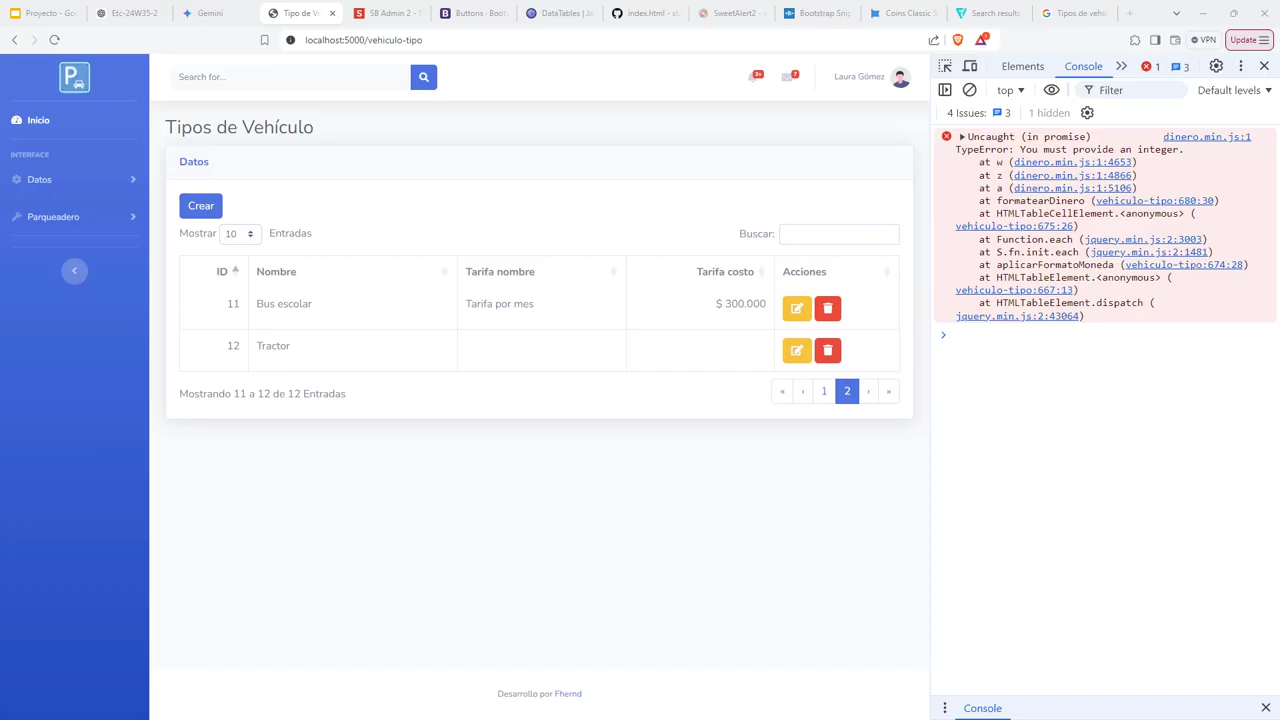 Proyecto - Goo
Etc-24W35-2
Gemini
Tipo de V
SB Admin 2 - T
Buttons · Boots
DataTables | Ja
index.html - st
SweetAlert2 - a
Bootstrap Snip
Coins Classic S
Search results
Tipos de vehic
localhost:5000/vehiculo-tipo
VPN
Update
P
Inicio
INTERFACE
Datos
Parqueadero
Search for...
3+
7
Laura Gómez
Tipos de Vehículo
Datos
Crear
Mostrar 10 Entradas
Buscar:
ID Nombre Tarifa nombre Tarifa costo Acciones
11 Bus escolar Tarifa por mes $ 300.000
12 Tractor
Mostrando 11 a 12 de 12 Entradas
« ‹ 1 2 › »
Desarrollo por Fhernd
Elements Console 1 3
top Filter Default levels
4 Issues: 3 1 hidden
Uncaught (in promise) dinero.min.js:1
TypeError: You must provide an integer.
at w (dinero.min.js:1:4653)
at z (dinero.min.js:1:4866)
at a (dinero.min.js:1:5106)
at formatearDinero (vehiculo-tipo:680:30)
at HTMLTableCellElement.<anonymous> (
vehiculo-tipo:675:26)
at Function.each (jquery.min.js:2:3003)
at S.fn.init.each (jquery.min.js:2:1481)
at aplicarFormatoMoneda (vehiculo-tipo:674:28)
at HTMLTableElement.<anonymous> (
vehiculo-tipo:667:13)
at HTMLTableElement.dispatch (
jquery.min.js:2:43064)
Console